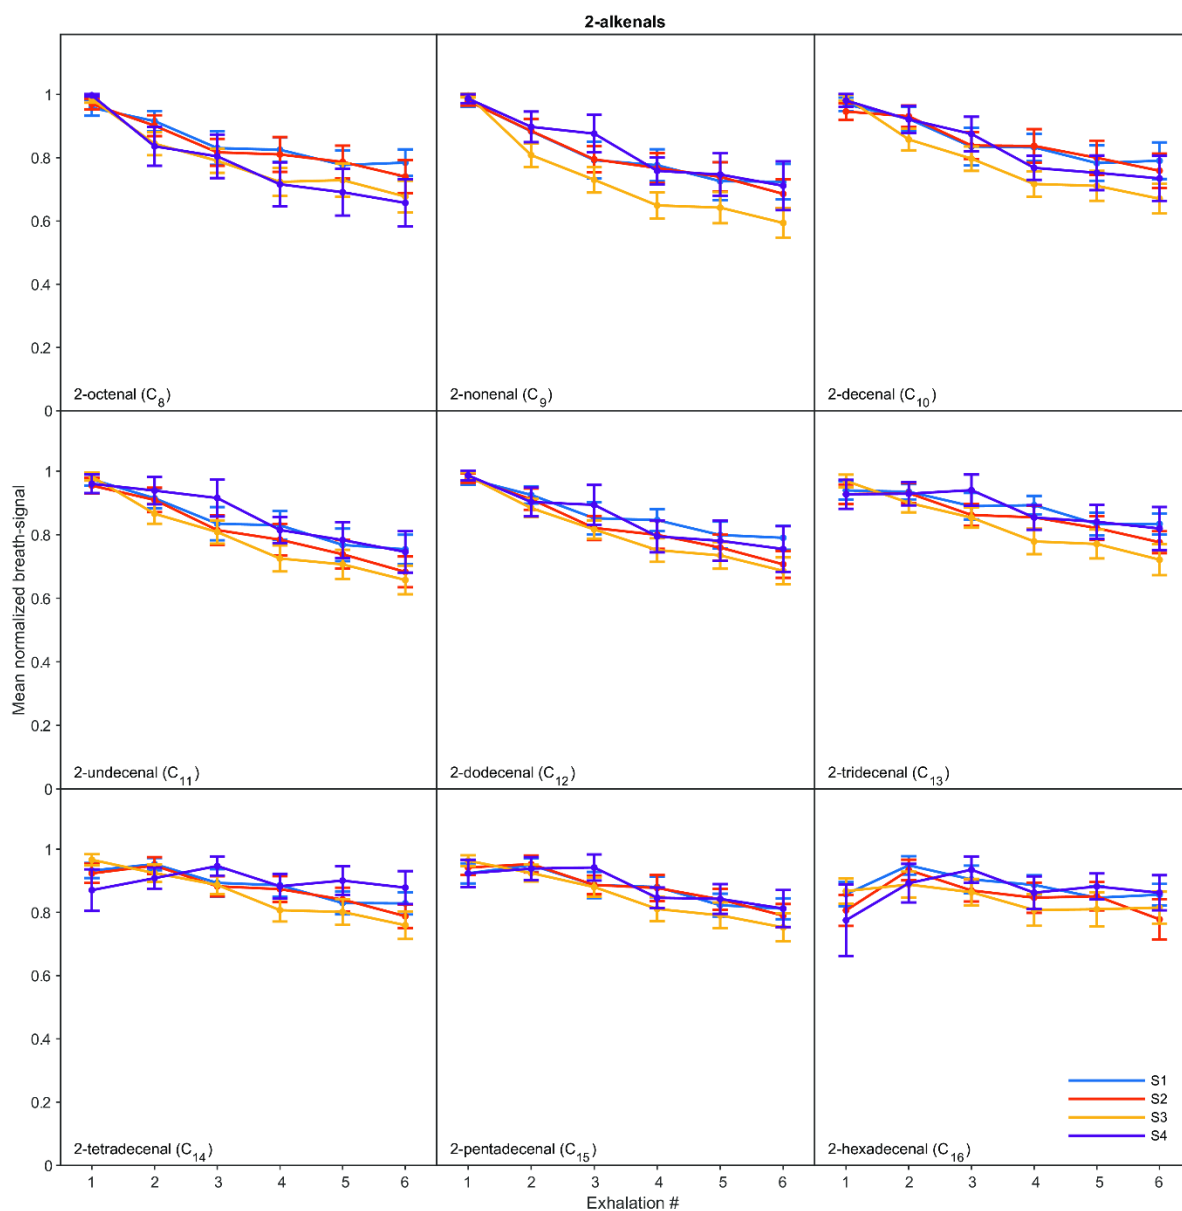 2-alkenals
Mean normalized breath-signal
1
0.8
0.6
0.4
0.2
0
2-octenal (C8)
2-nonenal (C9)
2-decenal (C10)
1
0.8
0.6
0.4
0.2
0
2-undecenal (C11)
2-dodecenal (C12)
2-tridecenal (C13)
1
0.8
0.6
0.4
0.2
0
2-tetradecenal (C14)
2-pentadecenal (C15)
2-hexadecenal (C16)
S1
S2
S3
S4
1 2 3 4 5 6
1 2 3 4 5 6
1 2 3 4 5 6
Exhalation #